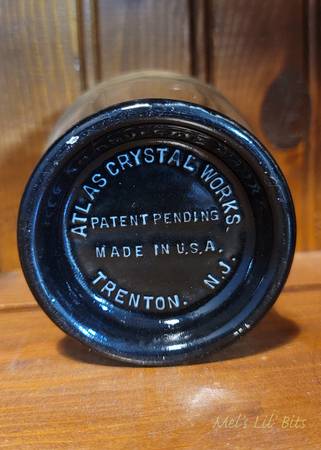 ATLAS CRYSTAL WORKS.
PATENT PENDING
MADE IN U.S.A.
TRENTON. N.J.
Mel's Lil' Bits